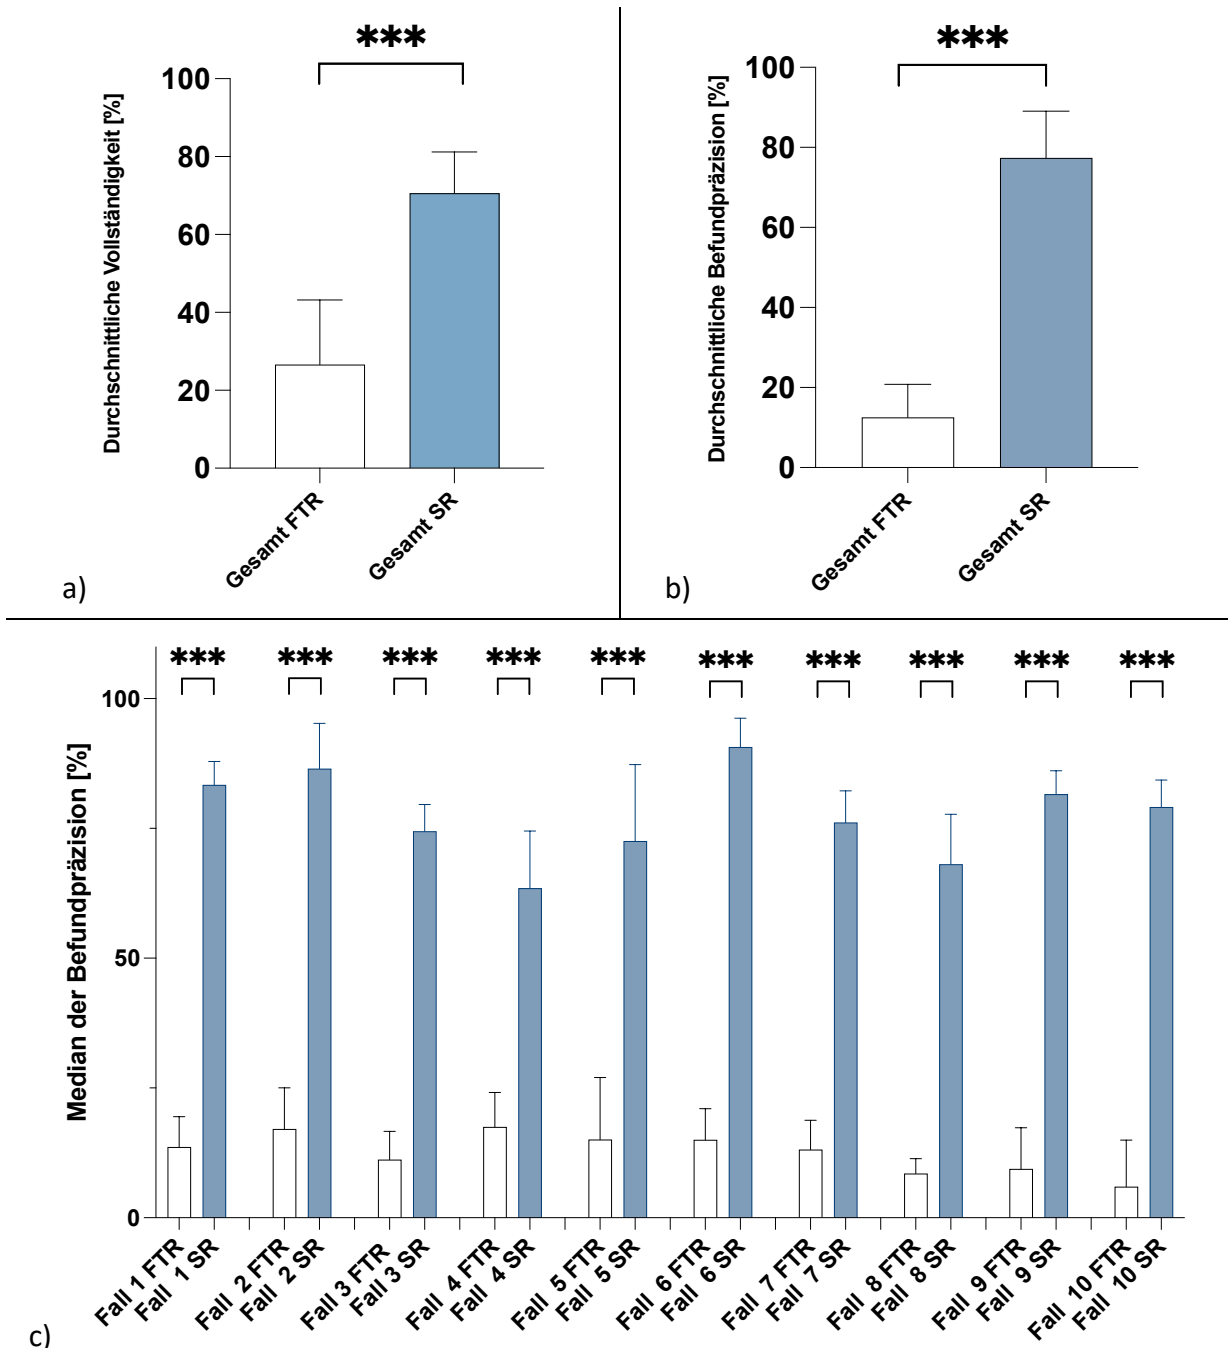 ***
Durchschnittliche Vollständigkeit [%]
100
80
60
40
20
0
Gesamt FTR
Gesamt SR
a)
***
Durchschnittliche Befundpräzision [%]
100
80
60
40
20
0
Gesamt FTR
Gesamt SR
b)
*** *** *** *** *** *** *** *** *** ***
Median der Befundpräzision [%]
100
50
0
Fall 1 FTR
Fall 1 SR
Fall 2 FTR
Fall 2 SR
Fall 3 FTR
Fall 3 SR
Fall 4 FTR
Fall 4 SR
Fall 5 FTR
Fall 5 SR
Fall 6 FTR
Fall 6 SR
Fall 7 FTR
Fall 7 SR
Fall 8 FTR
Fall 8 SR
Fall 9 FTR
Fall 9 SR
Fall 10 FTR
Fall 10 SR
c)